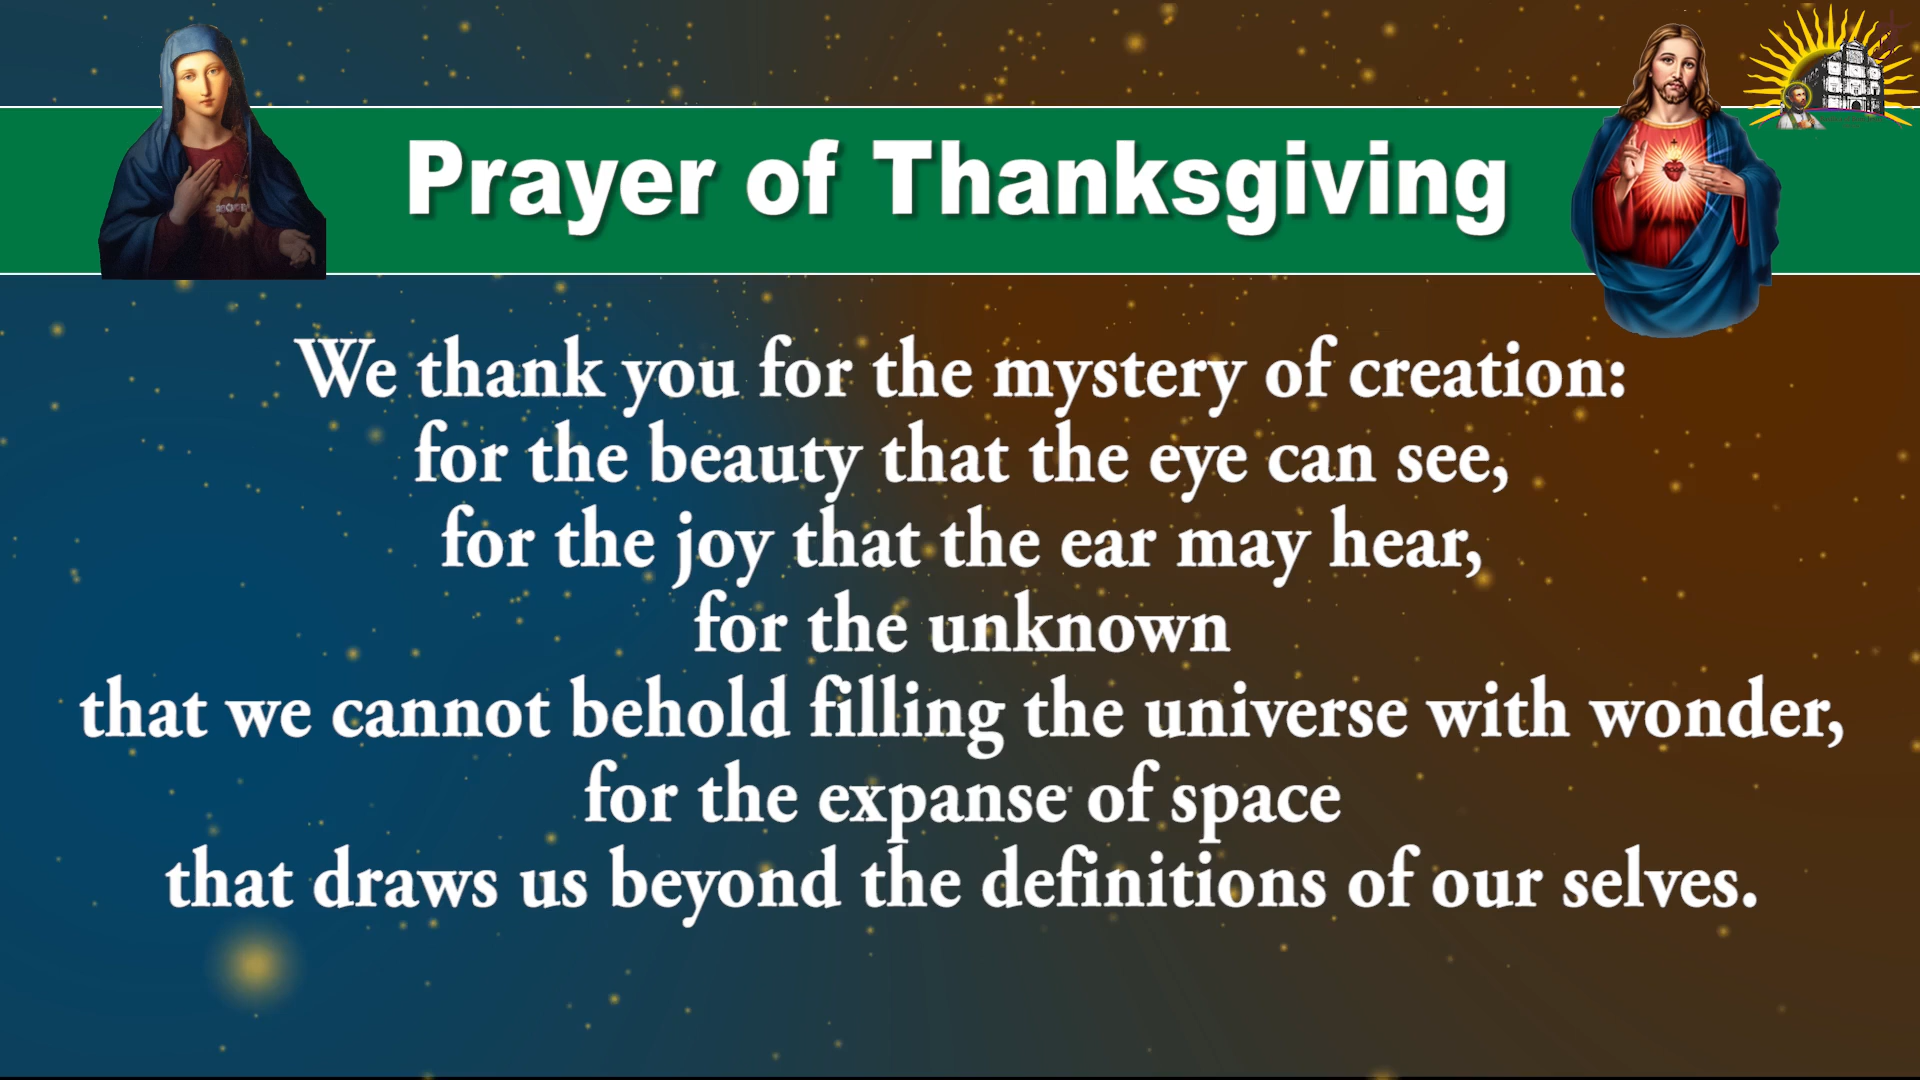 Prayer of Thanksgiving
We thank you for the mystery of creation:
for the beauty that the eye can see,
for the joy that the ear may hear,
for the unknown
that we cannot behold filling the universe with wonder,
for the expanse of space
that draws us beyond the definitions of our selves.